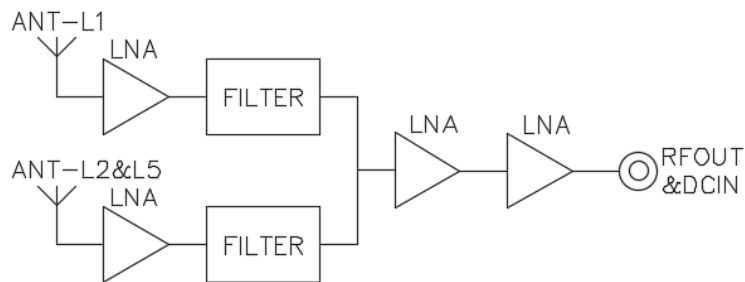 ANT-L1
LNA
FILTER
LNA
LNA
RFOUT
&DCIN
ANT-L2&L5
LNA
FILTER